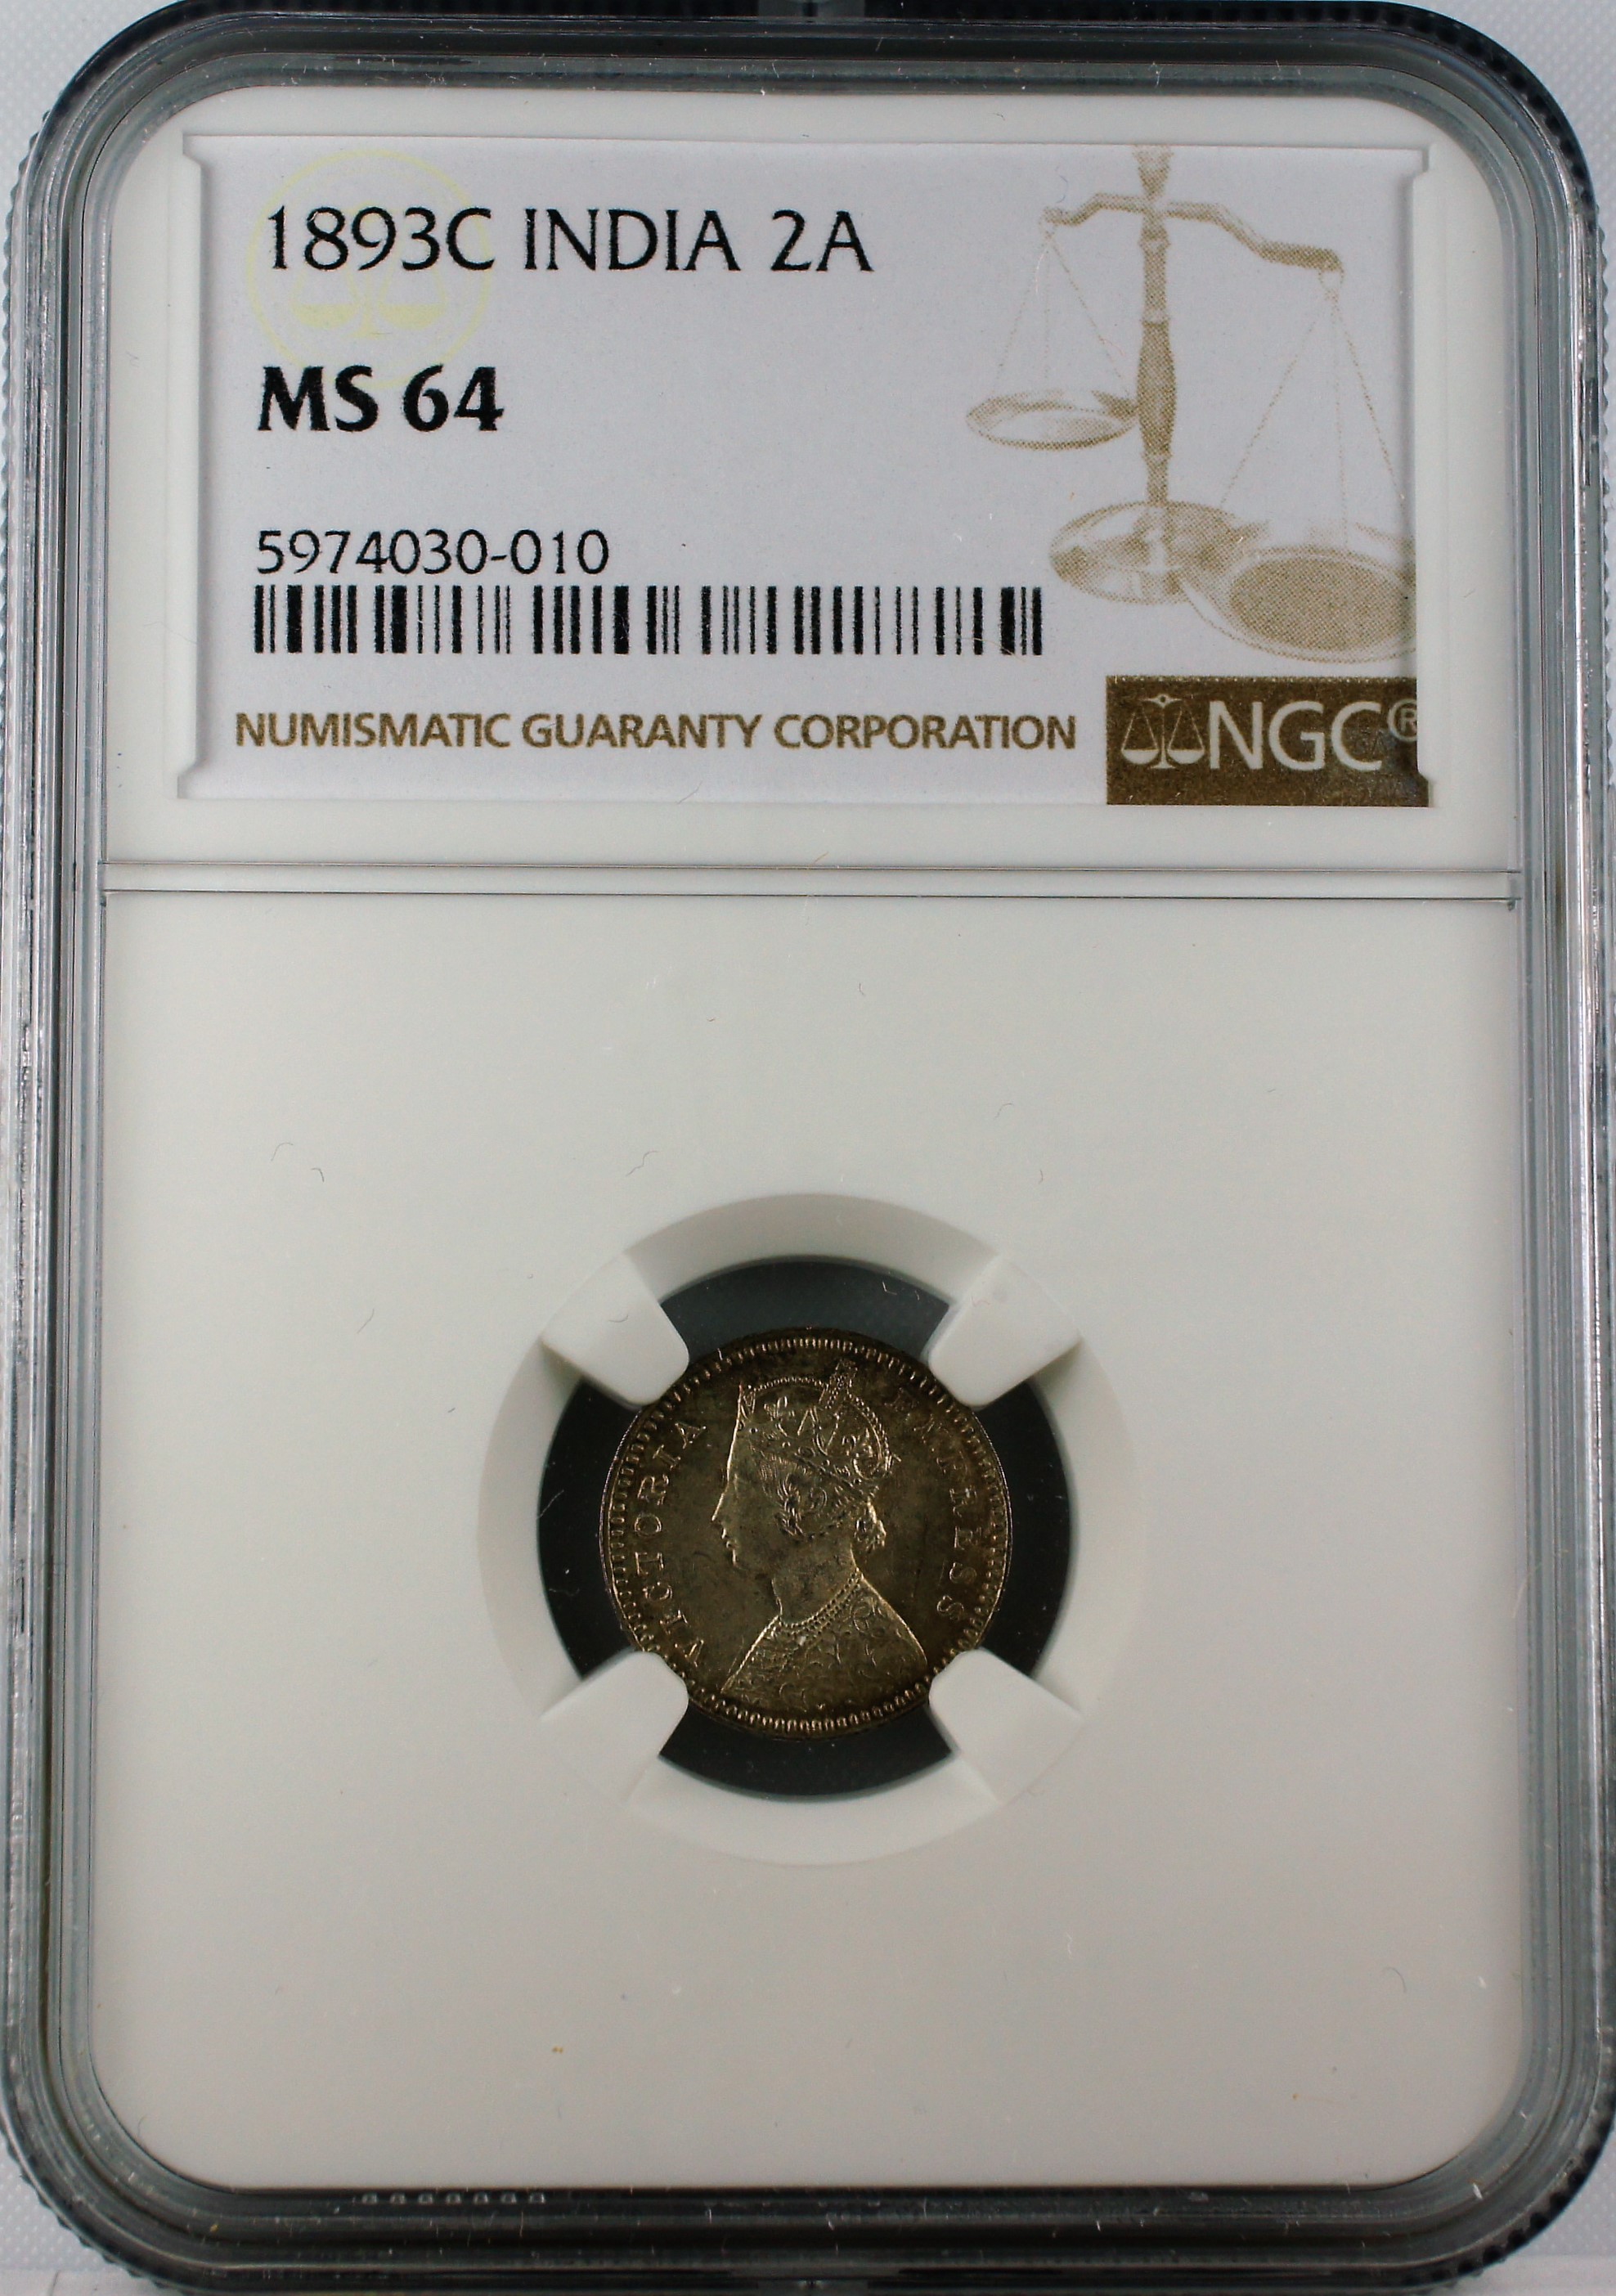 1893C INDIA 2A
MS 64
5974030-010
NUMISMATIC GUARANTY CORPORATION
NGC®
VICTORIA EMPRESS